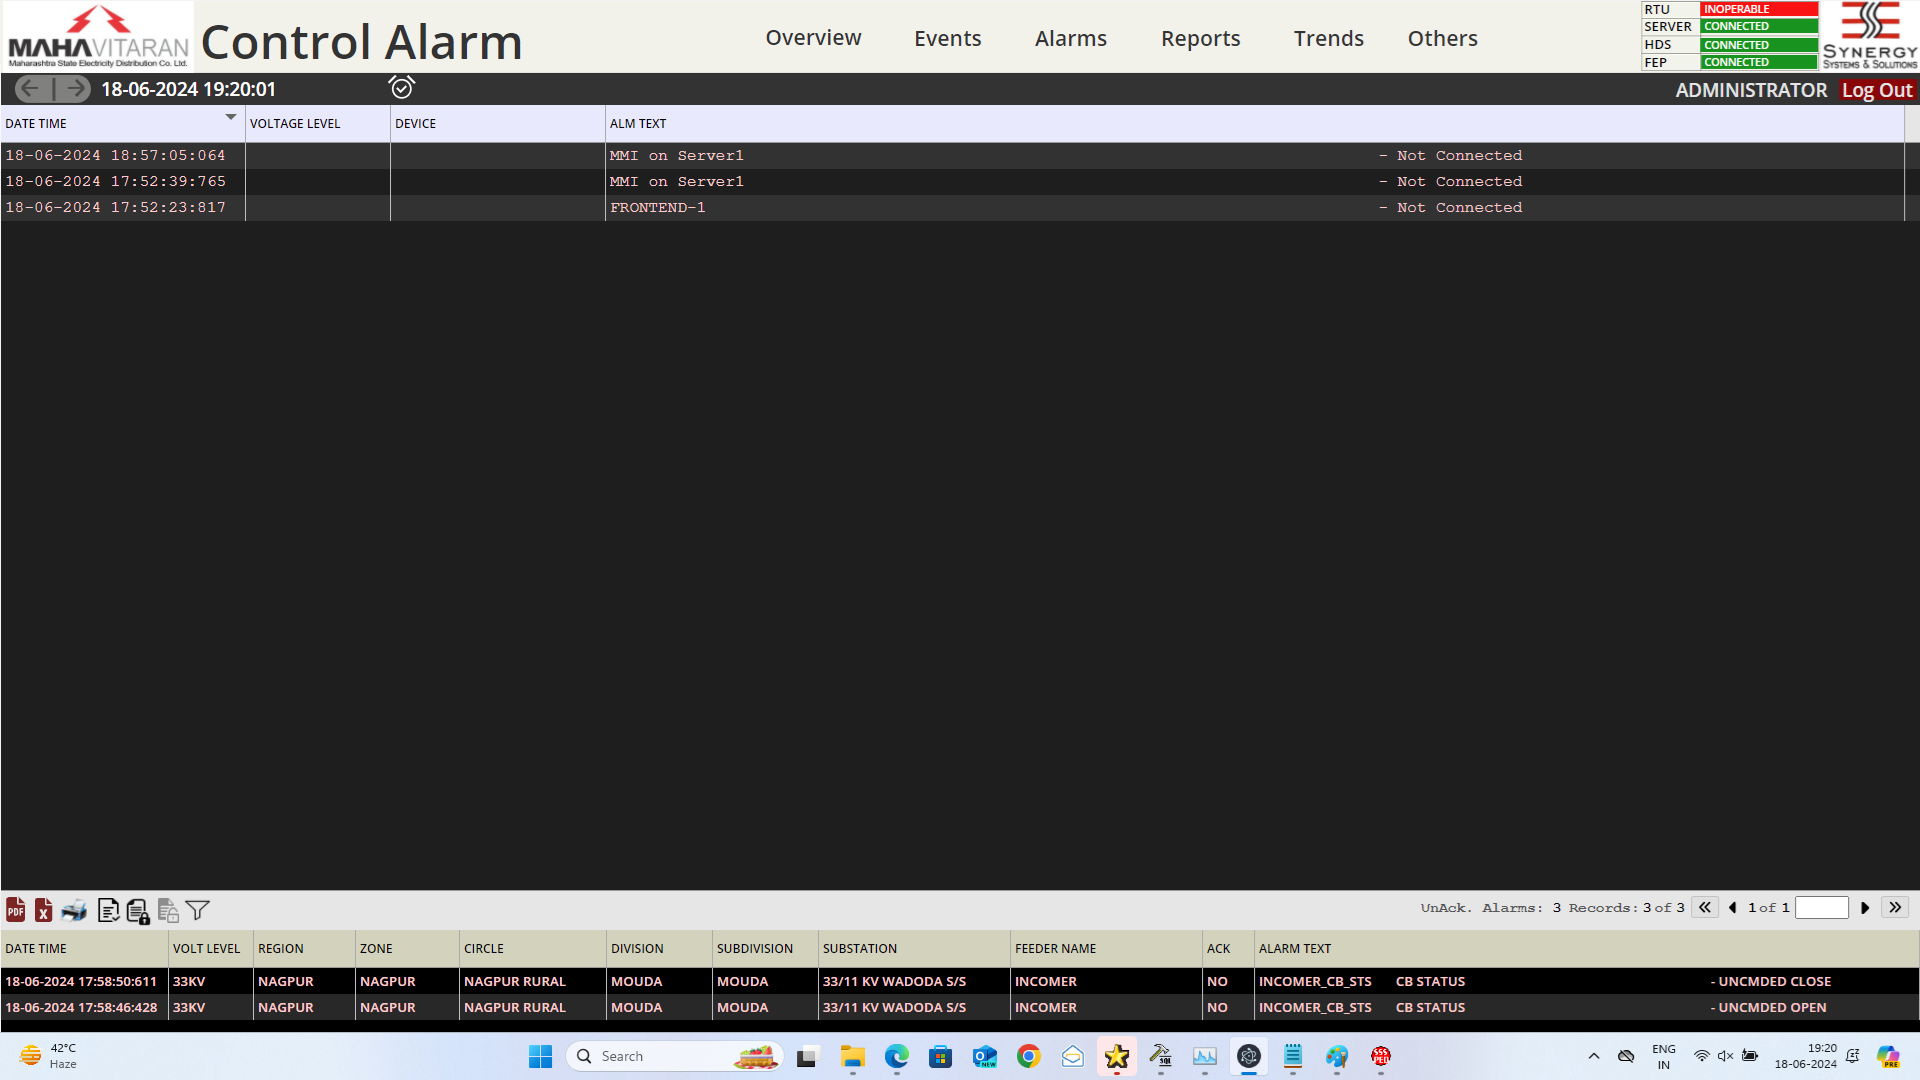 MAHAVITARAN
Maharashtra State Electricity Distribution Co. Ltd.
Control Alarm
Overview Events Alarms Reports Trends Others
RTU INOPERABLE
SERVER CONNECTED
HDS CONNECTED
FEP CONNECTED
SYNERGY
SYSTEMS & SOLUTIONS
18-06-2024 19:20:01
ADMINISTRATOR Log Out
DATE TIME VOLTAGE LEVEL DEVICE ALM TEXT
18-06-2024 18:57:05:064 MMI on Server1 - Not Connected
18-06-2024 17:52:39:765 MMI on Server1 - Not Connected
18-06-2024 17:52:23:817 FRONTEND-1 - Not Connected
PDF X UnAck. Alarms: 3 Records: 3 of 3 1 of 1
DATE TIME VOLT LEVEL REGION ZONE CIRCLE DIVISION SUBDIVISION SUBSTATION FEEDER NAME ACK ALARM TEXT
18-06-2024 17:58:50:611 33KV NAGPUR NAGPUR NAGPUR RURAL MOUDA MOUDA 33/11 KV WADODA S/S INCOMER NO INCOMER_CB_STS CB STATUS - UNCMDED CLOSE
18-06-2024 17:58:46:428 33KV NAGPUR NAGPUR NAGPUR RURAL MOUDA MOUDA 33/11 KV WADODA S/S INCOMER NO INCOMER_CB_STS CB STATUS - UNCMDED OPEN
42°C
Haze
Search
NEW
SQL
SSS
PED
ENG
IN
19:20
18-06-2024
PRE